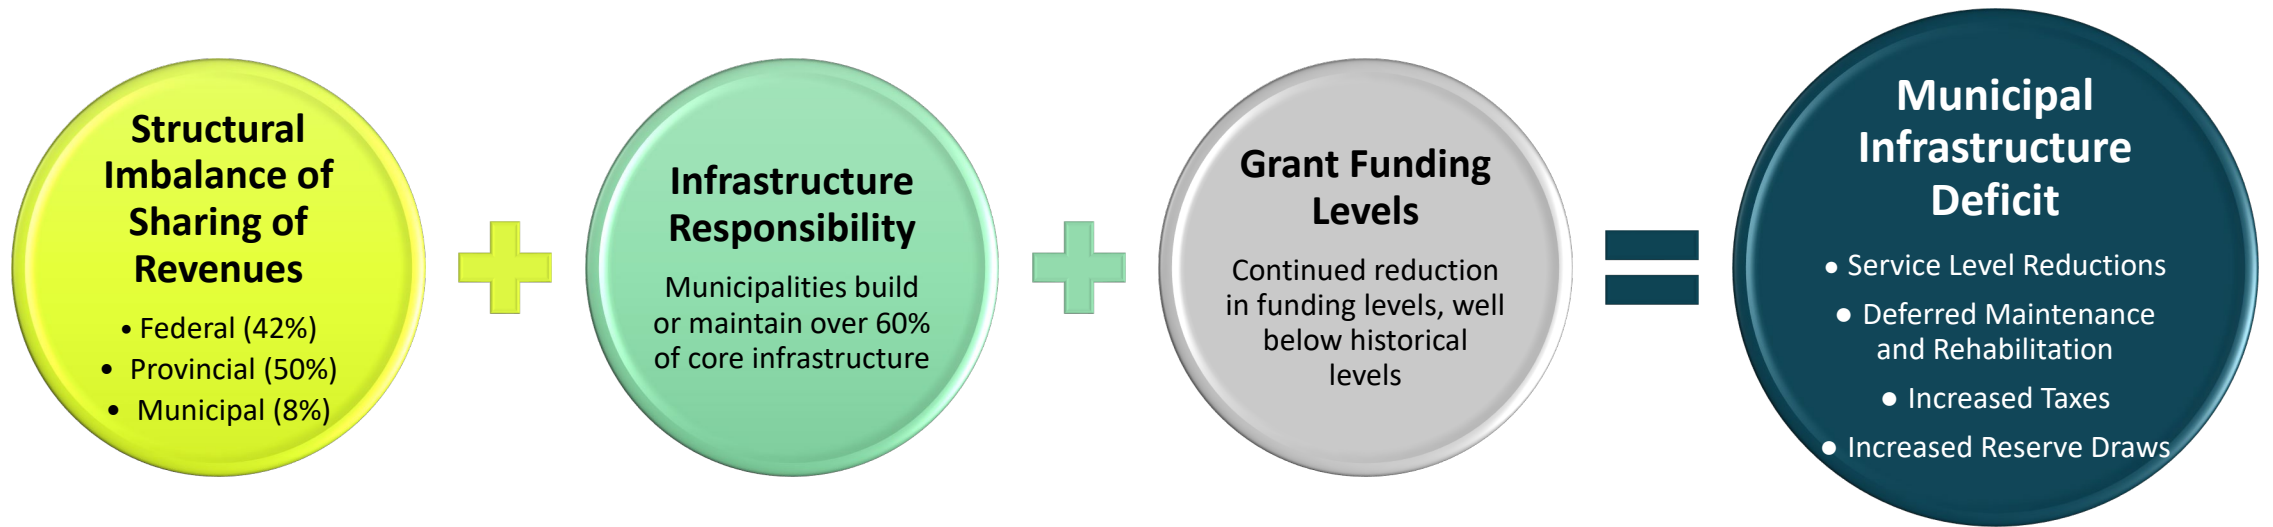 Structural
Imbalance of
Sharing of
Revenues
• Federal (42%)
• Provincial (50%)
• Municipal (8%)
Infrastructure
Responsibility
Municipalities build
or maintain over 60%
of core infrastructure
Grant Funding
Levels
Continued reduction
in funding levels, well
below historical
levels
Municipal
Infrastructure
Deficit
● Service Level Reductions
● Deferred Maintenance
and Rehabilitation
● Increased Taxes
● Increased Reserve Draws